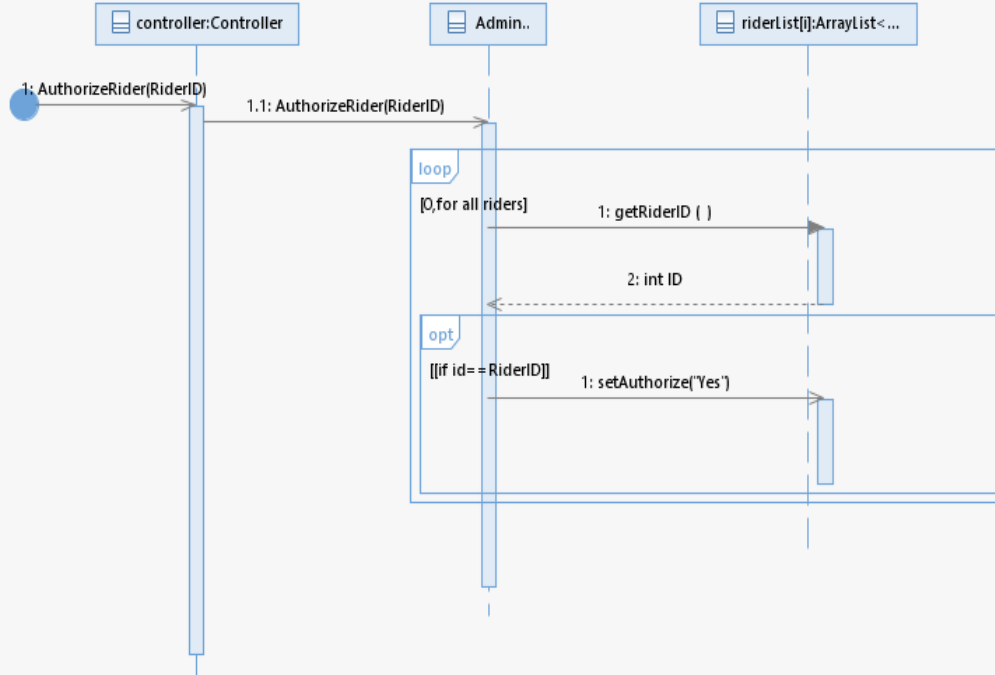 controller:Controller
Admin..
riderList[i]:ArrayList<...
1: AuthorizeRider(RiderID)
1.1: AuthorizeRider(RiderID)
loop
[0,for all riders]
1: getRiderID ( )
2: int ID
opt
[[if id==RiderID]]
1: setAuthorize("Yes")